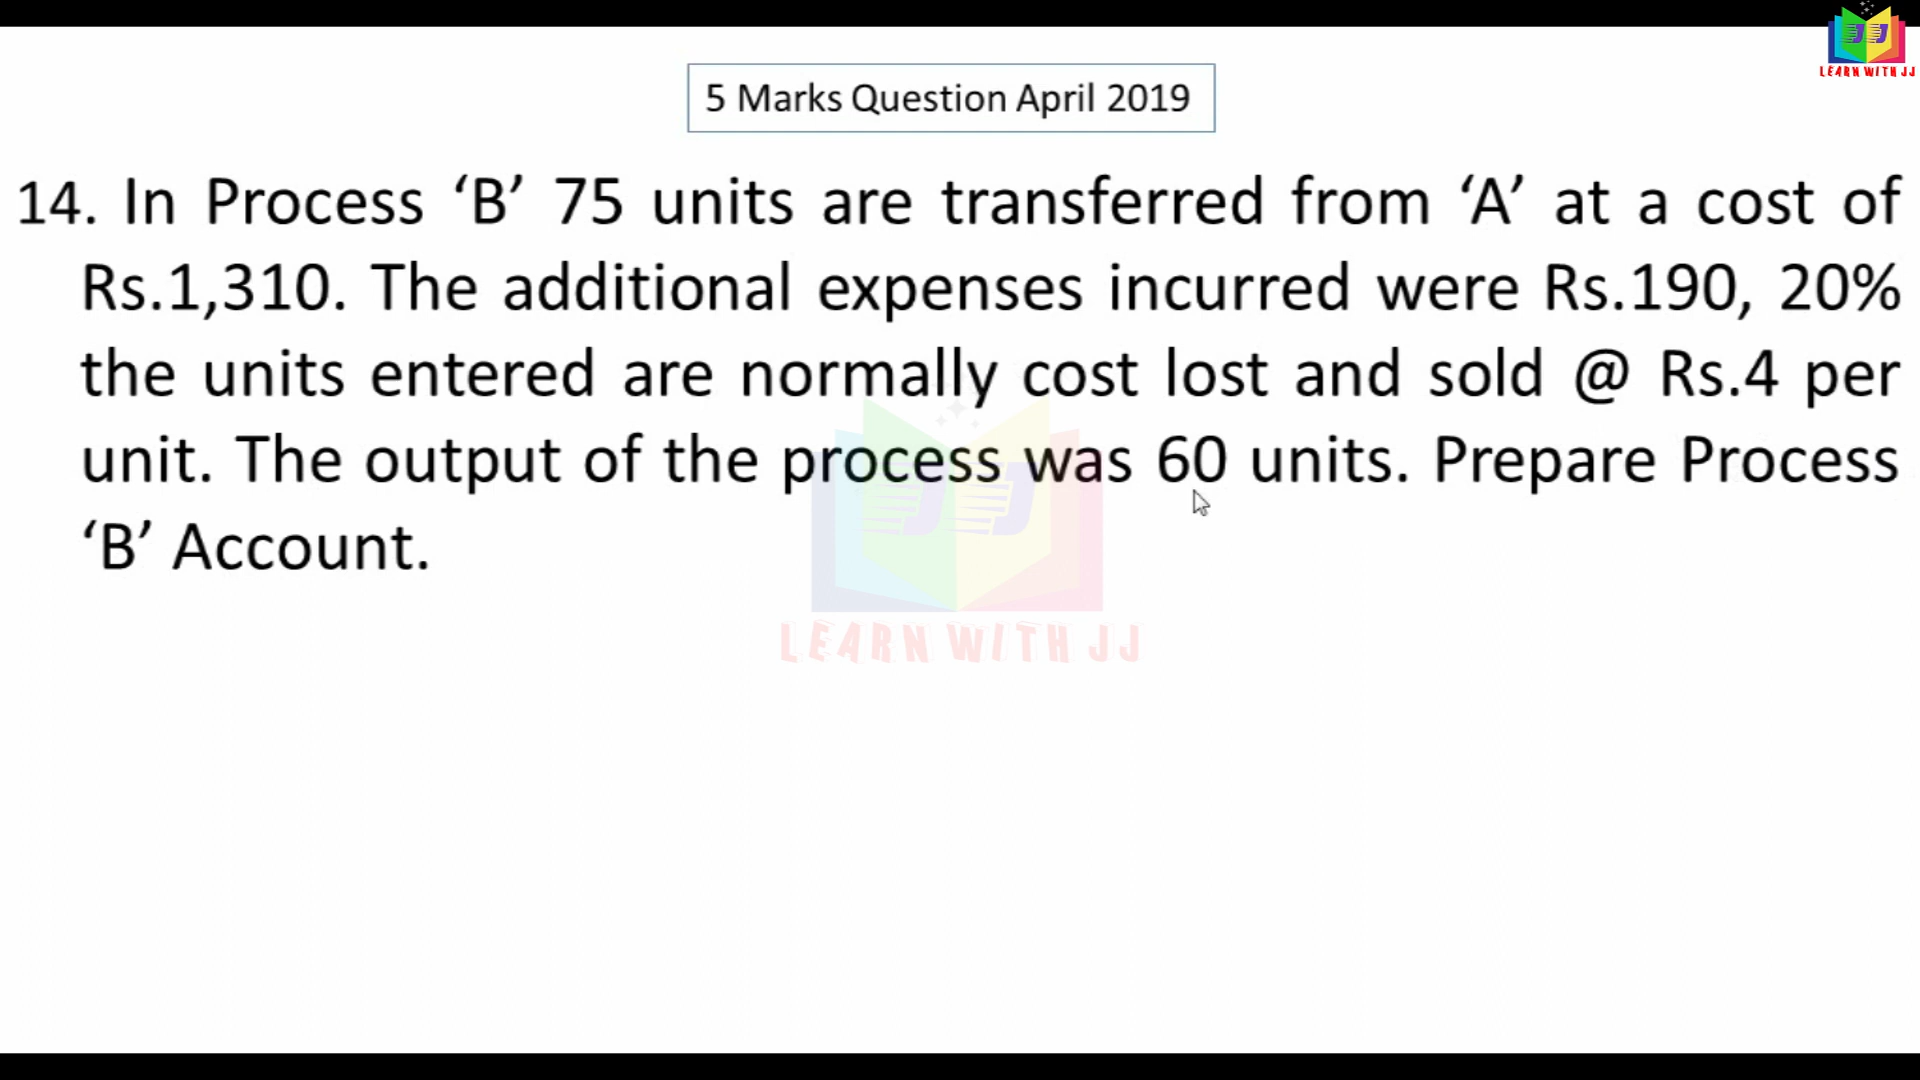 LEARN WITH JJ
5 Marks Question April 2019
14. In Process ‘B’ 75 units are transferred from ‘A’ at a cost of
Rs.1,310. The additional expenses incurred were Rs.190, 20%
the units entered are normally cost lost and sold @ Rs.4 per
unit. The output of the process was 60 units. Prepare Process
‘B’ Account.
JJ
LEARN WITH JJ